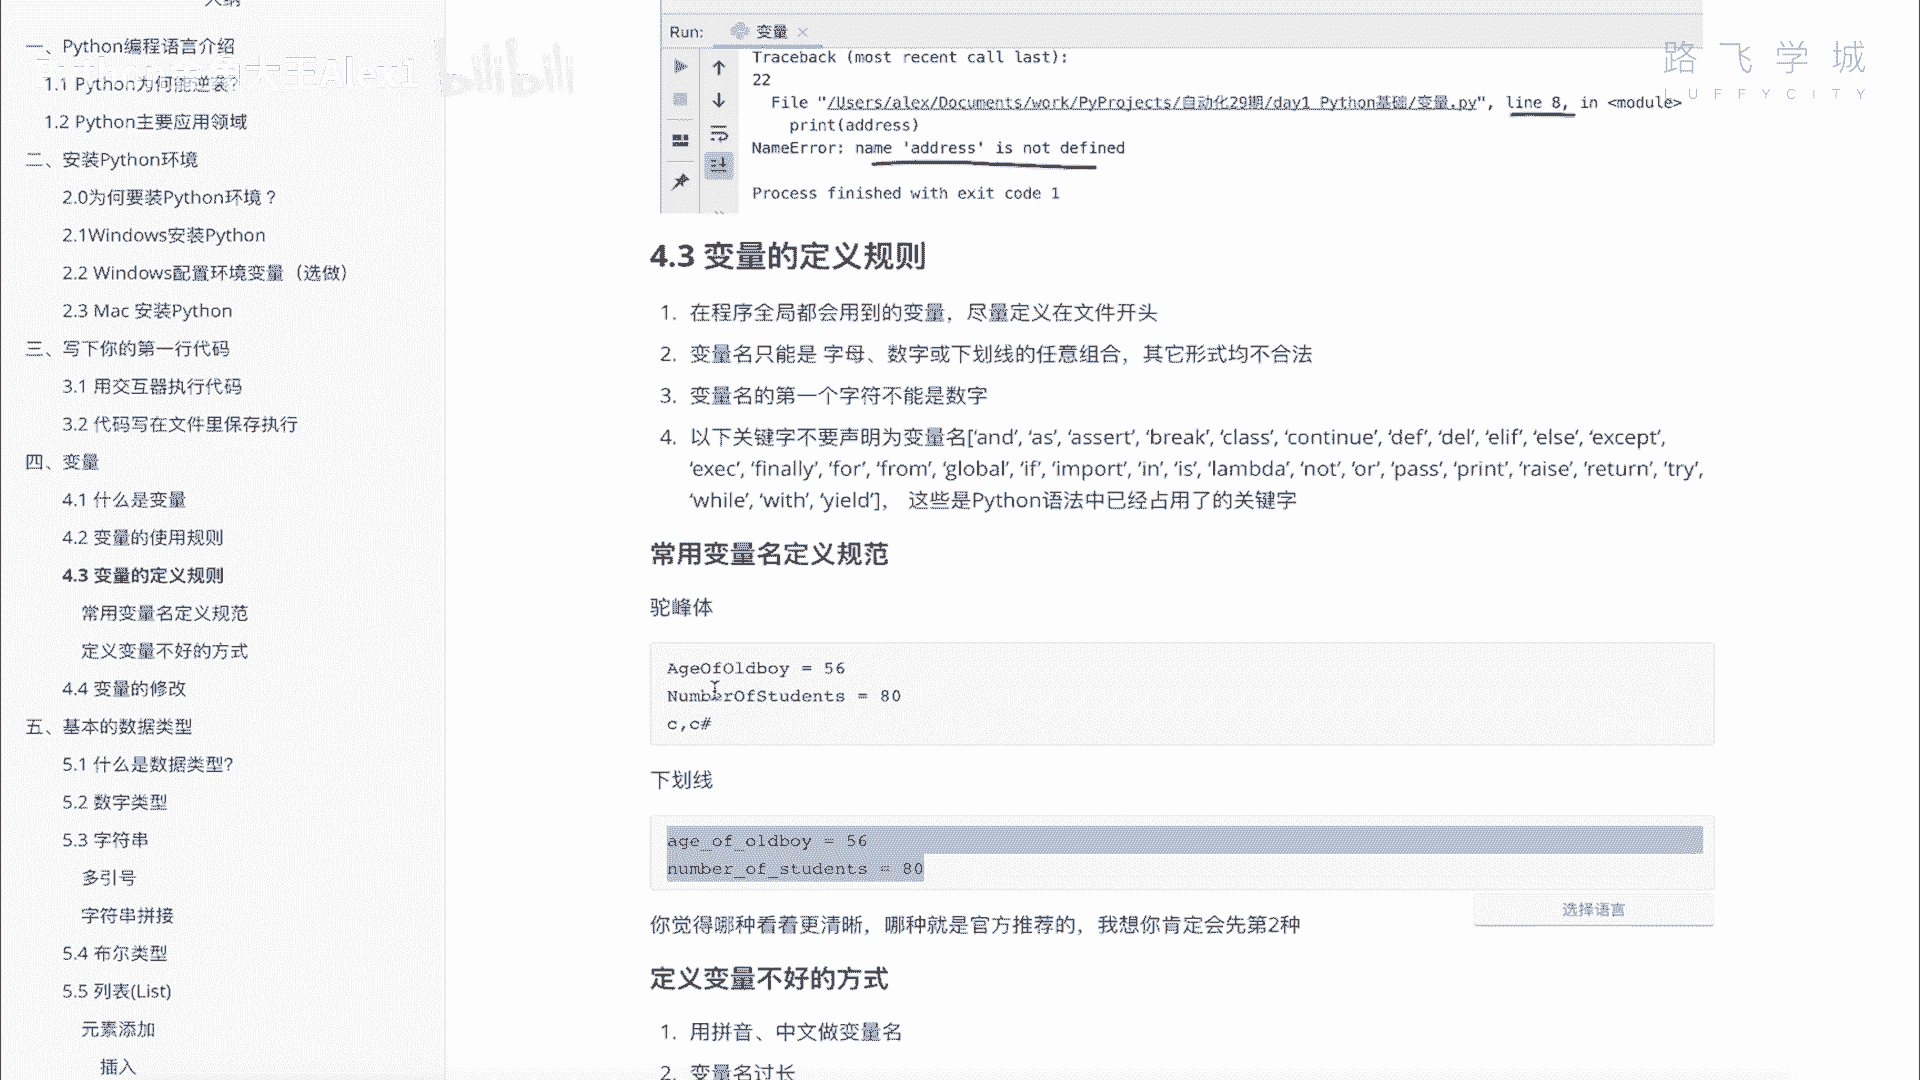 大纲
一、Python编程语言介绍
1.1 Python为何能逆袐?
1.2 Python主要应用领域
二、安装Python环境
2.0为何要装Python环境？
2.1Windows安装Python
2.2 Windows配置环境变量（选做）
2.3 Mac 安装Python
三、写下你的第一行代码
3.1 用交互器执行代码
3.2 代码写在文件里保存执行
四、变量
4.1 什么是变量
4.2 变量的使用规则
4.3 变量的定义规则
常用变量名定义规范
定义变量不好的方式
4.4 变量的修改
五、基本的数据类型
5.1 什么是数据类型?
5.2 数字类型
5.3 字符串
多引号
字符串拼接
5.4 布尔类型
5.5 列表(List)
元素添加
插入
bilibili
路飞学城
LUFFYCITY
Run: 变量
Traceback (most recent call last):
22
File "/Users/alex/Documents/work/PyProjects/自动化29期/day1 Python基础/变量.py", line 8, in <module>
print(address)
NameError: name 'address' is not defined
Process finished with exit code 1
4.3 变量的定义规则
1. 在程序全局都会用到的变量，尽量定义在文件开头
2. 变量名只能是 字母、数字或下划线的任意组合，其它形式均不合法
3. 变量名的第一个字符不能是数字
4. 以下关键字不要声明为变量名[‘and’, ‘as’, ‘assert’, ‘break’, ‘class’, ‘continue’, ‘def’, ‘del’, ‘elif’, ‘else’, ‘except’,
‘exec’, ‘finally’, ‘for’, ‘from’, ‘global’, ‘if’, ‘import’, ‘in’, ‘is’, ‘lambda’, ‘not’, ‘or’, ‘pass’, ‘print’, ‘raise’, ‘return’, ‘try’,
‘while’, ‘with’, ‘yield’]， 这些是Python语法中已经占用了的关键字
常用变量名定义规范
驼峰体
AgeOfOldboy = 56
NumberOfStudents = 80
c,c#
下划线
age_of_oldboy = 56
number_of_students = 80
选择语言
你觉得哪种看着更清晰，哪种就是官方推荐的，我想你肯定会先第2种
定义变量不好的方式
1. 用拼音、中文做变量名
2. 变量名过长